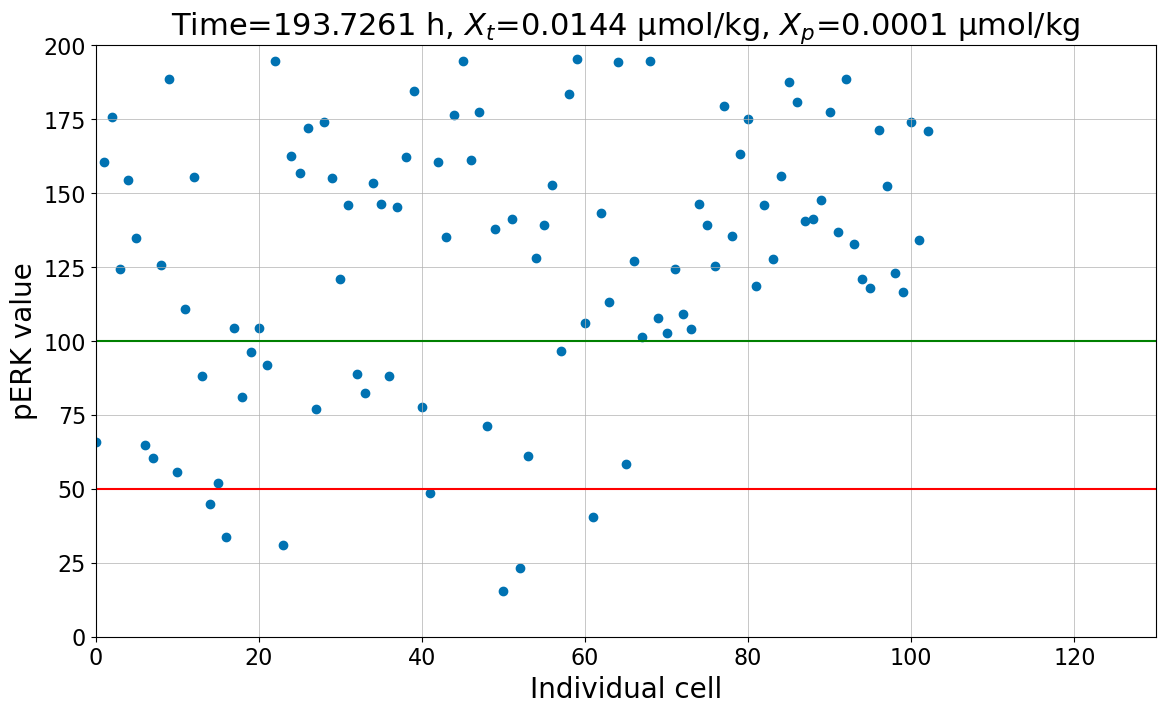 Time=193.7261 h, Xₜ=0.0144 μmol/kg, Xₚ=0.0001 μmol/kg
200
175
150
125
100
75
50
25
0
pERK value
0 20 40 60 80 100 120
Individual cell